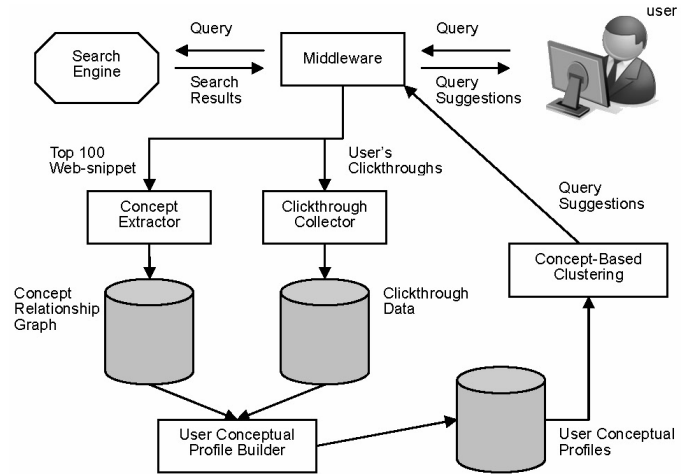 user
Query
Query
Search
Engine
Middleware
Search
Results
Query
Suggestions
Top 100
Web-snippet
User's
Clickthroughs
Query
Suggestions
Concept
Extractor
Clickthrough
Collector
Concept-Based
Clustering
Concept
Relationship
Graph
Clickthrough
Data
User Conceptual
Profile Builder
User Conceptual
Profiles